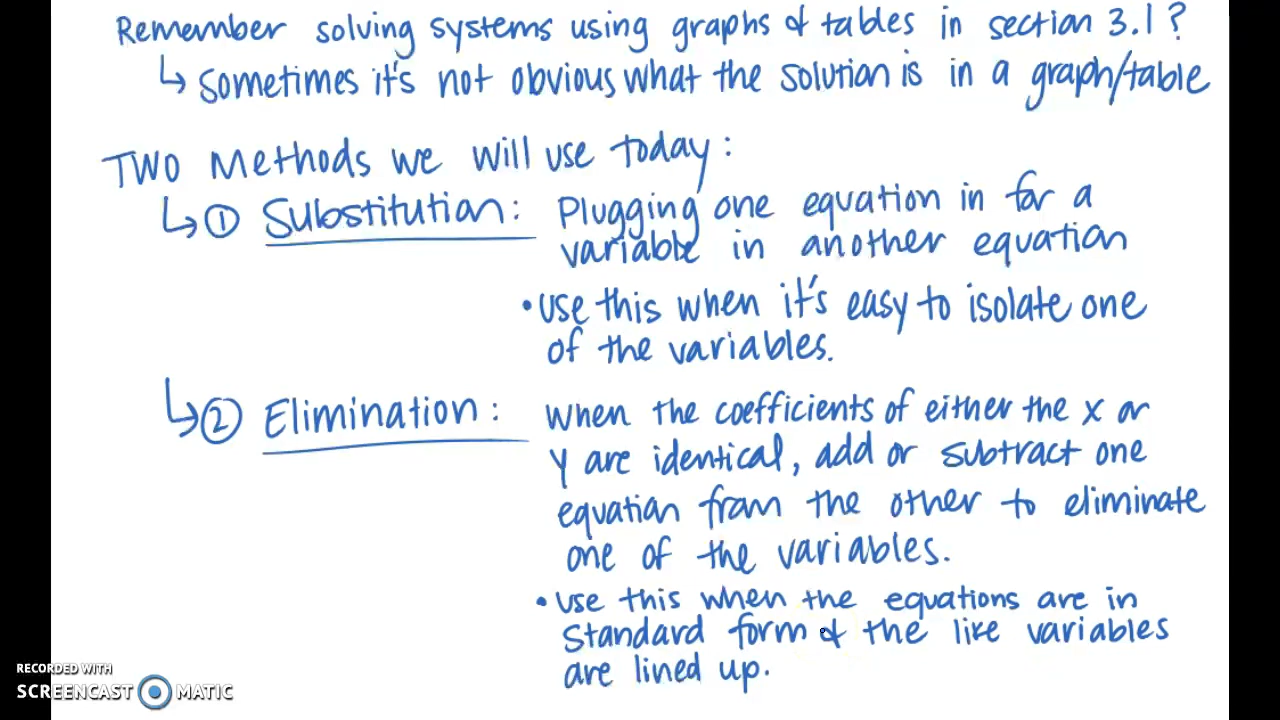 Remember solving systems using graphs & tables in section 3.1?
↳ Sometimes it's not obvious what the solution is in a graph/table
TWO Methods we will use today:
↳ ① Substitution: Plugging one equation in for a
variable in another equation
• Use this when it's easy to isolate one
of the variables.
↳ ② Elimination: When the coefficients of either the x or
y are identical, add or subtract one
equation from the other to eliminate
one of the variables.
• Use this when the equations are in
Standard form & the like variables
are lined up.
RECORDED WITH
SCREENCAST MATIC